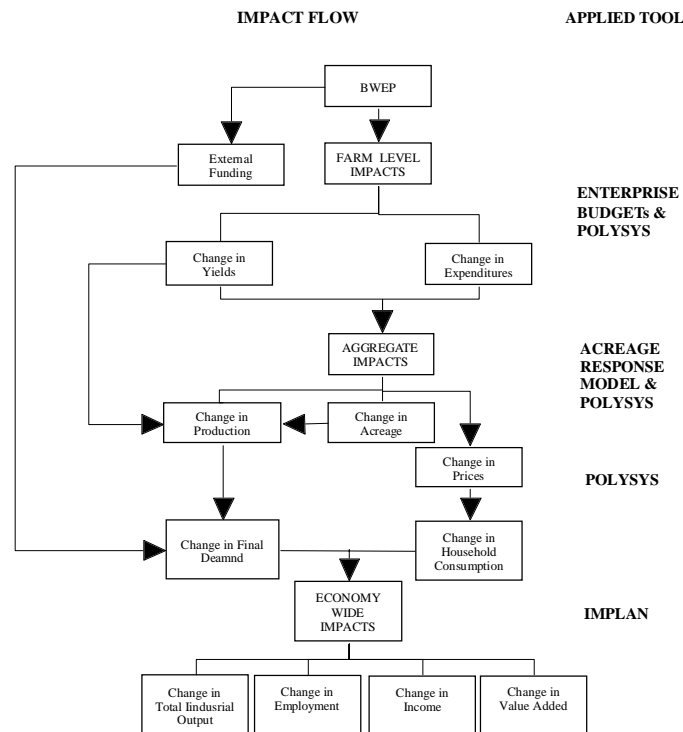 IMPACT FLOW
APPLIED TOOL
BWEP
External
Funding
FARM LEVEL
IMPACTS
ENTERPRISE
BUDGETs &
POLYSYS
Change in
Yields
Change in
Expenditures
AGGREGATE
IMPACTS
ACREAGE
RESPONSE
MODEL &
POLYSYS
Change in
Production
Change in
Acreage
Change in
Prices
POLYSYS
Change in Final
Deamnd
Change in
Household
Consumption
ECONOMY
WIDE
IMPACTS
IMPLAN
Change in
Total Iindusrial
Output
Change in
Employment
Change in
Income
Change in
Value Added